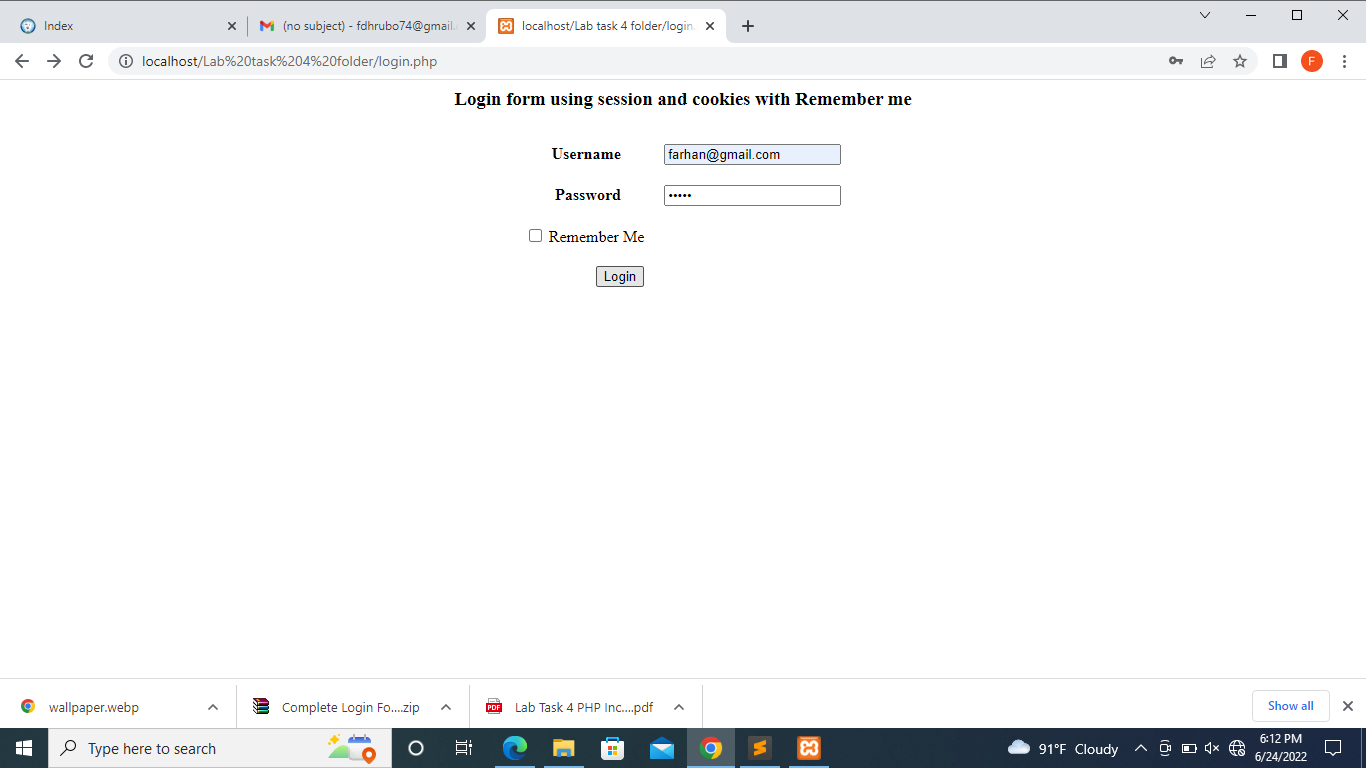 Index
(no subject) - fdhrubo74@gmail.
localhost/Lab task 4 folder/login.
localhost/Lab%20task%204%20folder/login.php
F
Login form using session and cookies with Remember me
Username farhan@gmail.com
Password •••••
Remember Me
Login
wallpaper.webp
Complete Login Fo....zip
PDF Lab Task 4 PHP Inc....pdf
Show all
Type here to search
91°F Cloudy
6:12 PM
6/24/2022